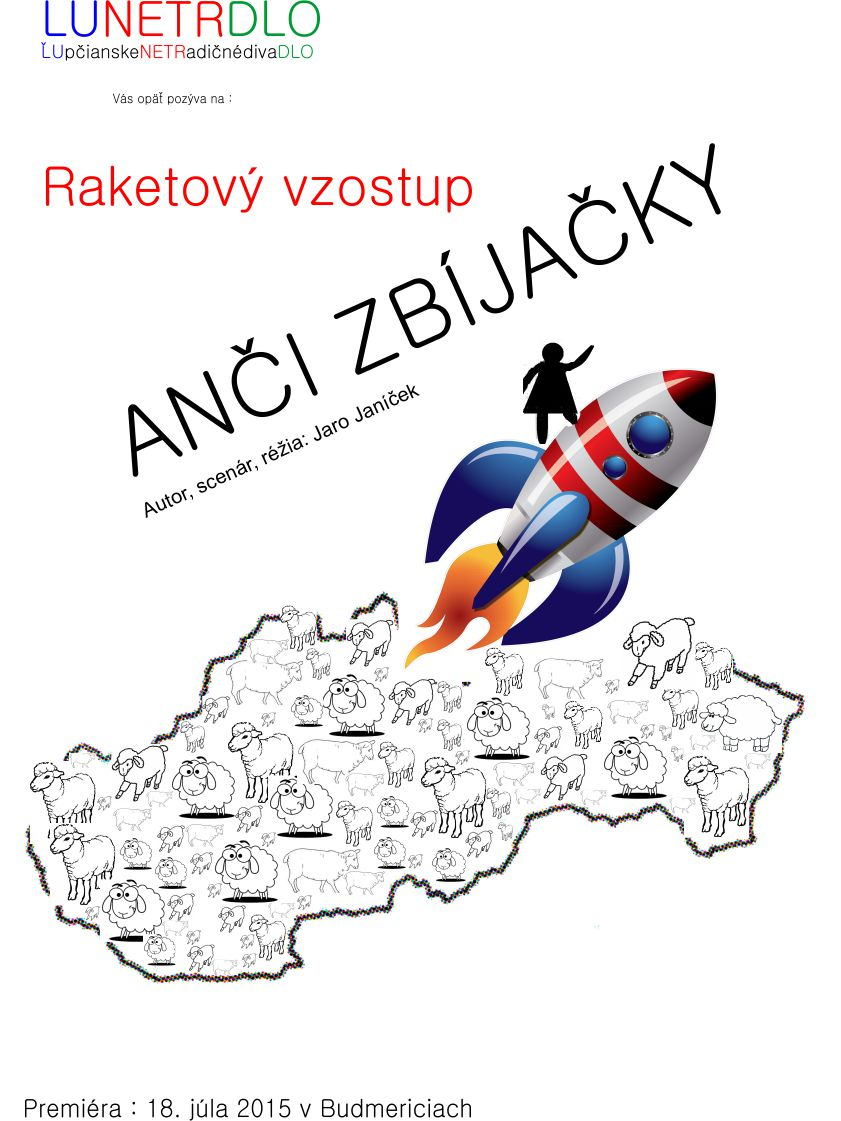 LUNETRDLO
ĽUpčianskeNETRadičnédivaDLO
Vás opäť pozýva na :
Raketový vzostup
ANČI ZBÍJAČKY
Autor, scenár, réžia: Jaro Janíček
Premiéra : 18. júla 2015 v Budmericiach